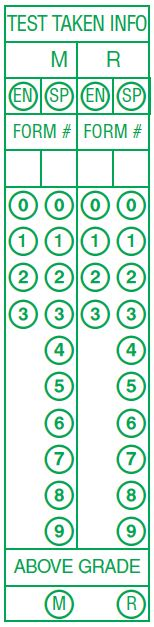 TEST TAKEN INFO
M R
EN SP EN SP
FORM # FORM #
0 0 0 0
1 1 1 1
2 2 2 2
3 3 3 3
4 4
5 5
6 6
7 7
8 8
9 9
ABOVE GRADE
M R